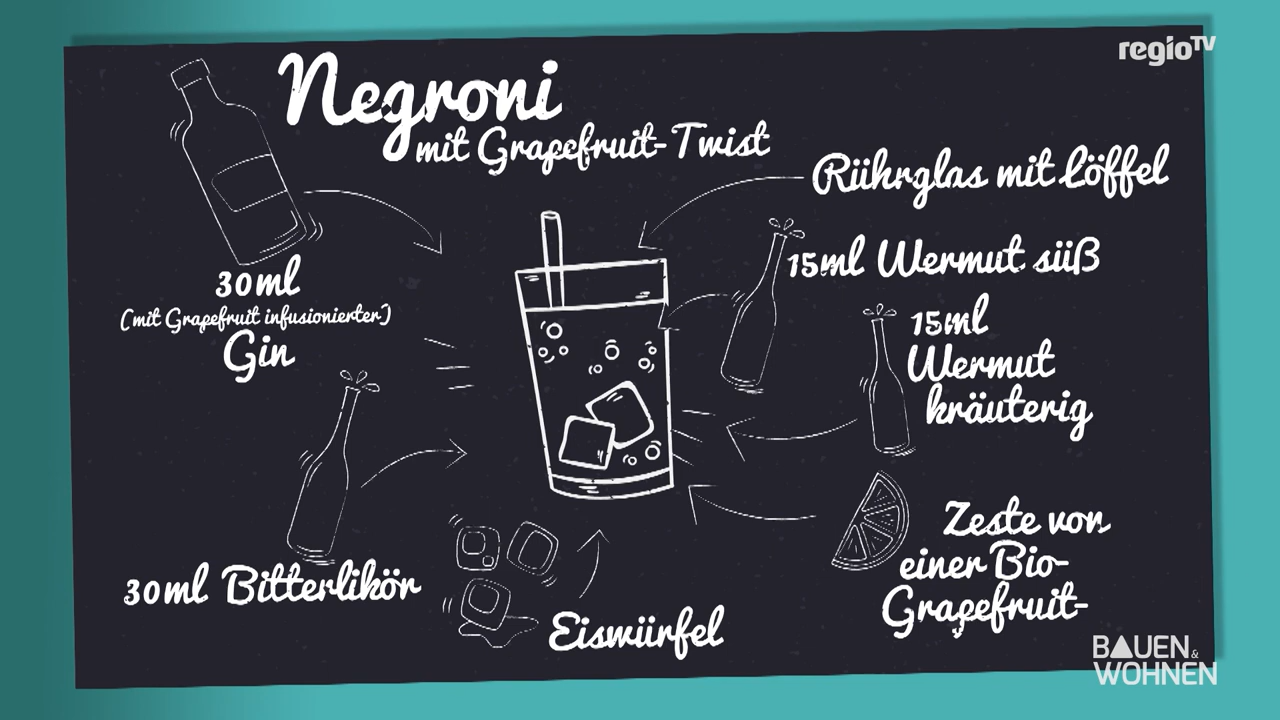 regioTV
Negroni
mit Grapefruit-Twist
Rührglas mit Löffel
15ml Wermut süß
30ml
(mit Grapefruit infusionierter)
Gin
15ml
Wermut
kräuterig
30ml Bitterlikör
Eiswürfel
Zeste von
einer Bio-
Grapefruit-
BAUEN &
WOHNEN